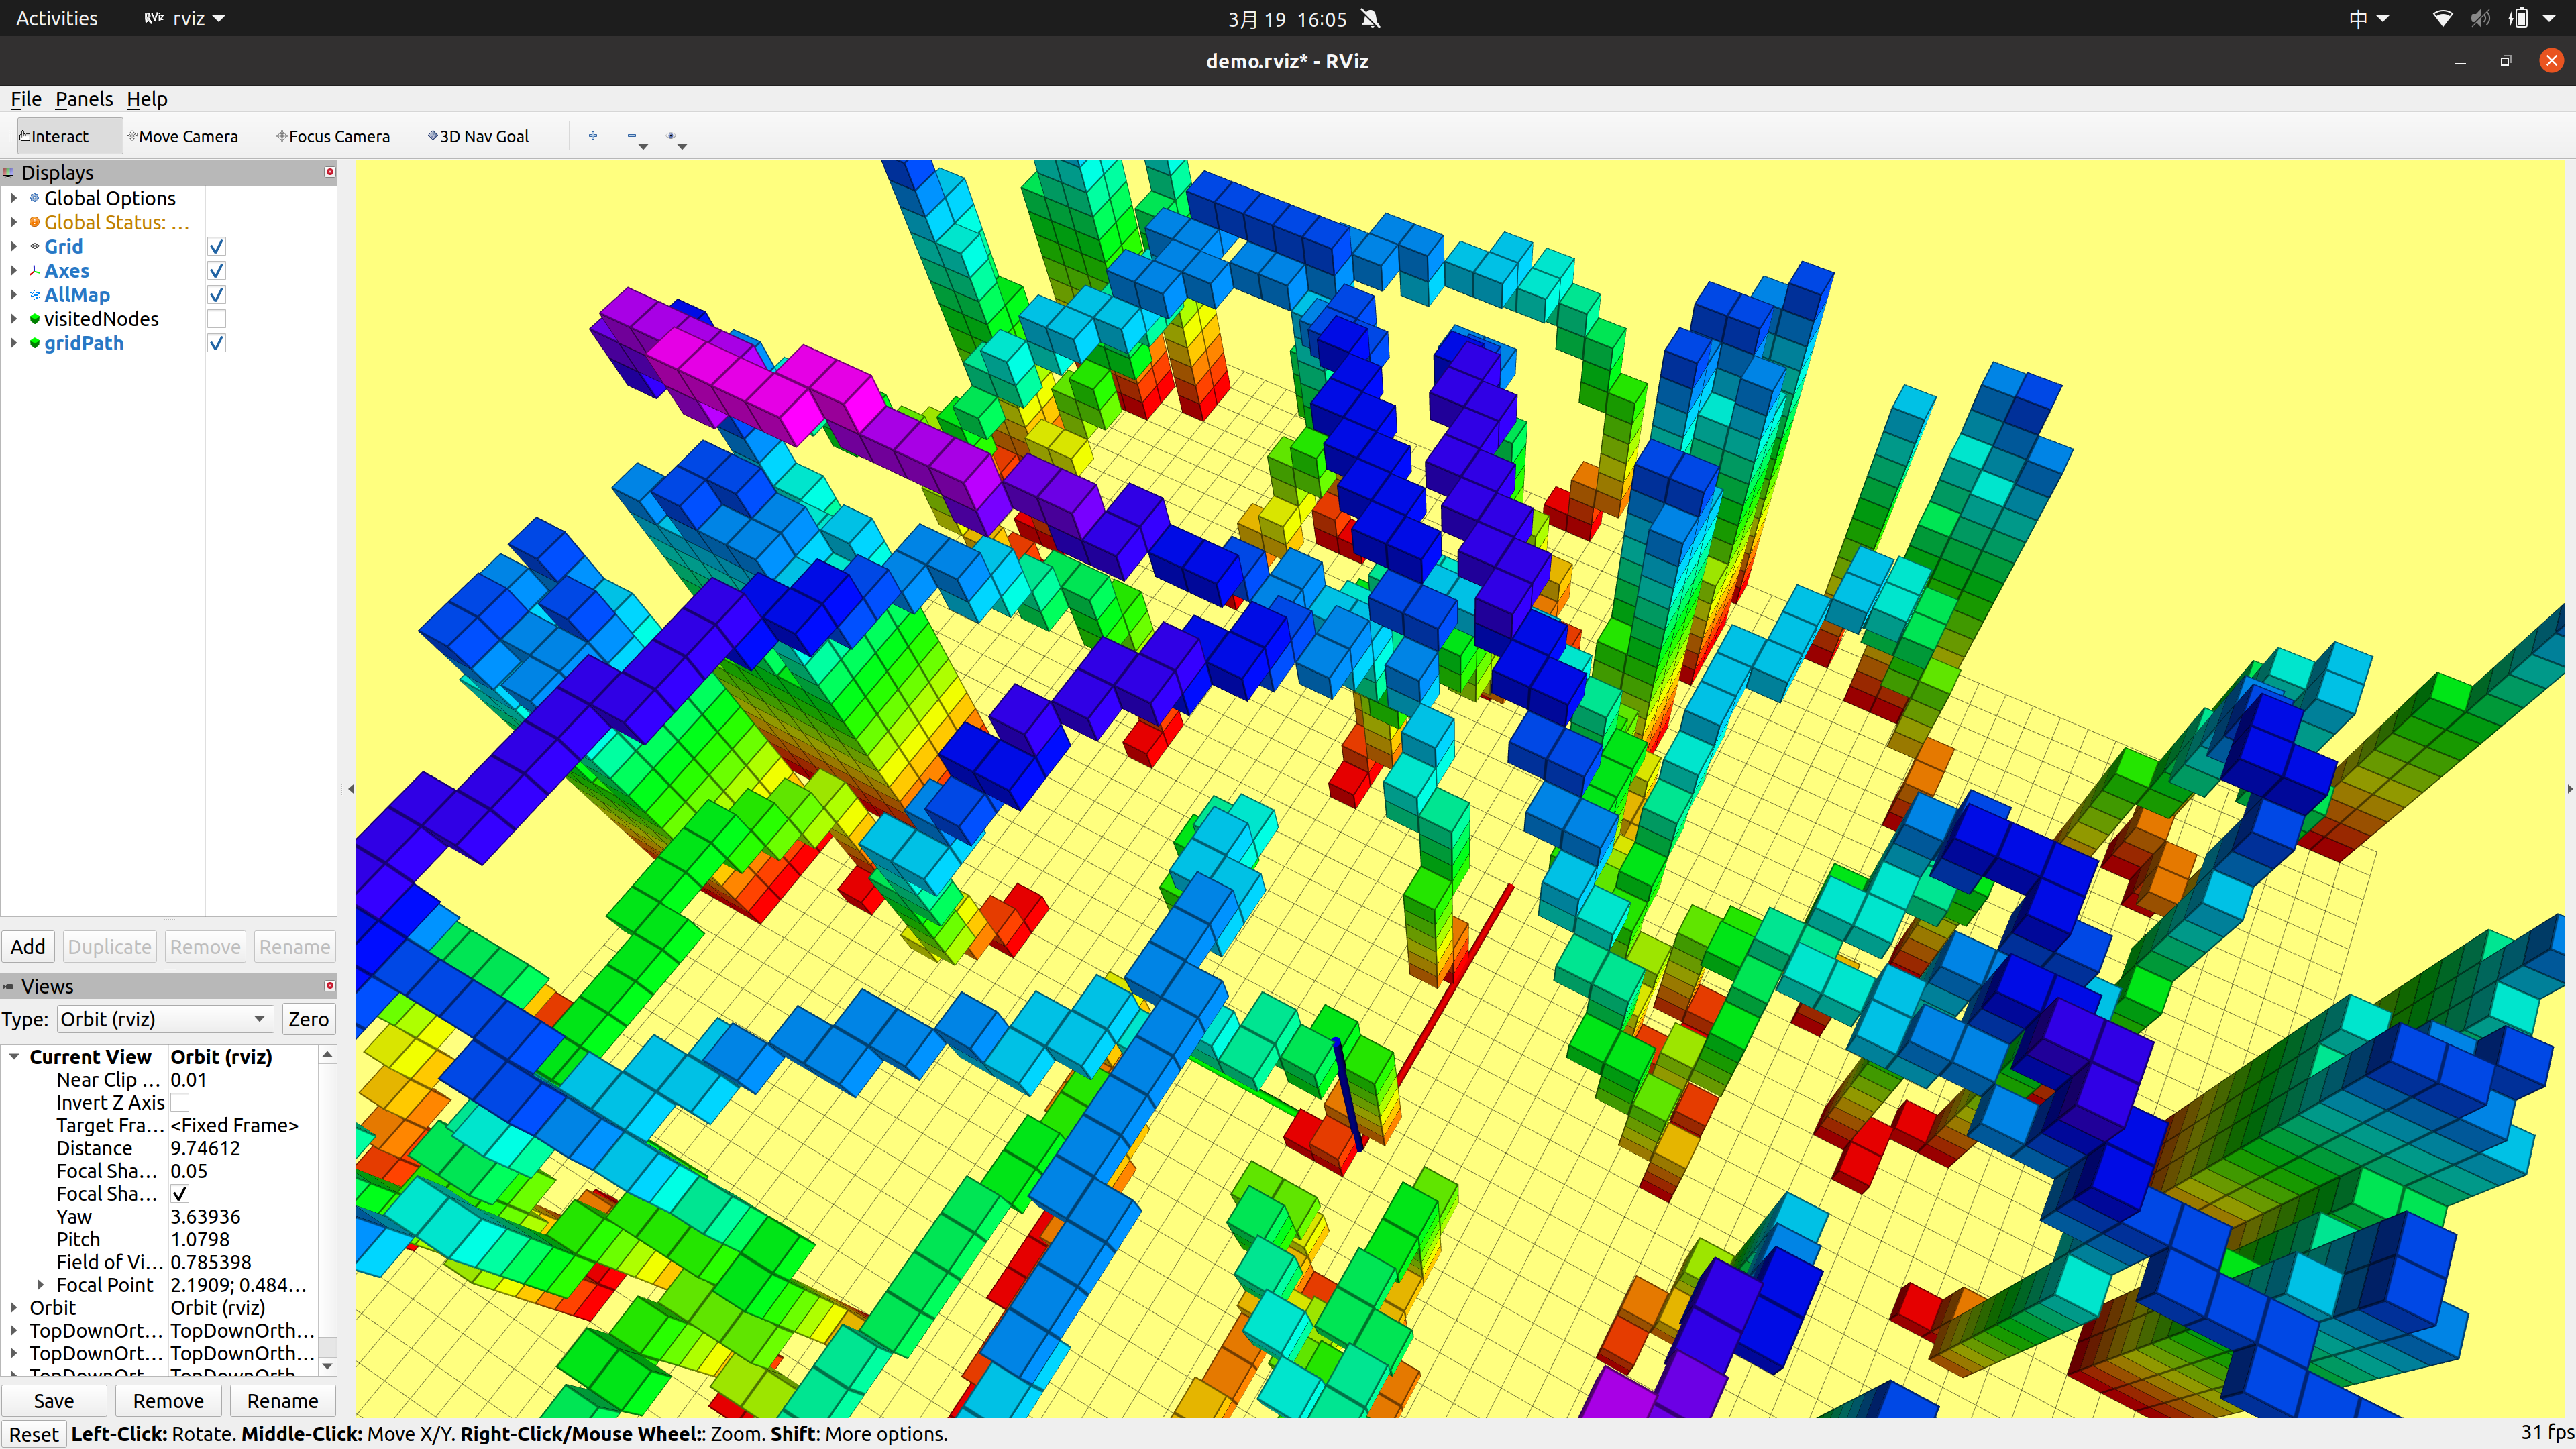 Activities RViz rviz 3月 19 16:05 中
demo.rviz* - RViz
File Panels Help
Interact Move Camera Focus Camera 3D Nav Goal
Displays
Global Options
Global Status: ...
Grid
Axes
AllMap
visitedNodes
gridPath
Add Duplicate Remove Rename
Views
Type: Orbit (rviz) Zero
Current View Orbit (rviz)
Near Clip ... 0.01
Invert Z Axis
Target Fra... <Fixed Frame>
Distance 9.74612
Focal Sha... 0.05
Focal Sha...
Yaw 3.63936
Pitch 1.0798
Field of Vi... 0.785398
Focal Point 2.1909; 0.484...
Orbit Orbit (rviz)
TopDownOrt... TopDownOrth...
TopDownOrt... TopDownOrth...
TopDownOrt... TopDownOrth...
Save Remove Rename
Reset Left-Click: Rotate. Middle-Click: Move X/Y. Right-Click/Mouse Wheel:: Zoom. Shift: More options. 31 fps